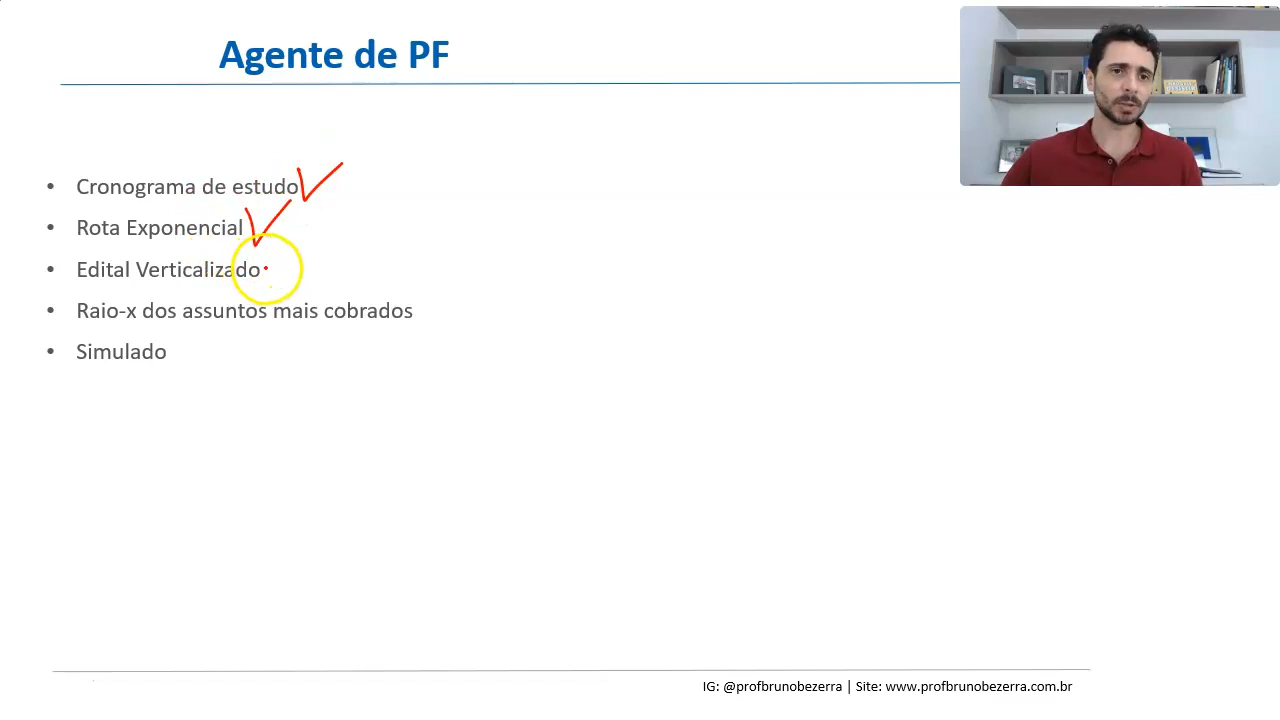 Agente de PF
• Cronograma de estudo
• Rota Exponencial
• Edital Verticalizado
• Raio-x dos assuntos mais cobrados
• Simulado
IG: @profbrunobezerra | Site: www.profbrunobezerra.com.br